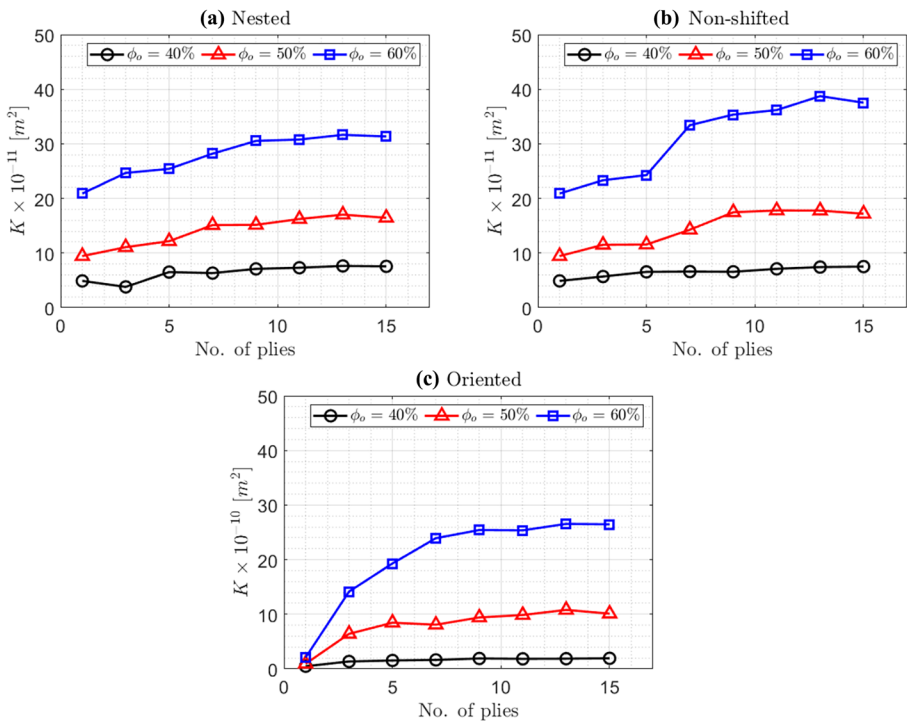 (a) Nested
ϕₒ = 40% ϕₒ = 50% ϕₒ = 60%
50
40
30
20
10
0
K × 10⁻¹¹ [m²]
0 5 10 15
No. of plies
(b) Non-shifted
ϕₒ = 40% ϕₒ = 50% ϕₒ = 60%
50
40
30
20
10
0
K × 10⁻¹¹ [m²]
0 5 10 15
No. of plies
(c) Oriented
ϕₒ = 40% ϕₒ = 50% ϕₒ = 60%
50
40
30
20
10
0
K × 10⁻¹⁰ [m²]
0 5 10 15
No. of plies